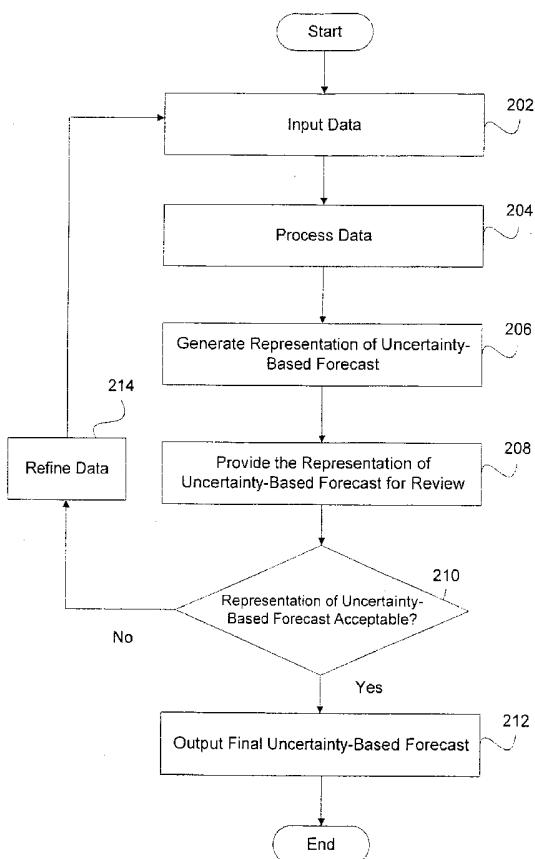 Start
Input Data
202
Process Data
204
Generate Representation of Uncertainty-
Based Forecast
206
214
Refine Data
Provide the Representation of
Uncertainty-Based Forecast for Review
208
210
Representation of Uncertainty-
Based Forecast Acceptable?
No
Yes
Output Final Uncertainty-Based Forecast
212
End